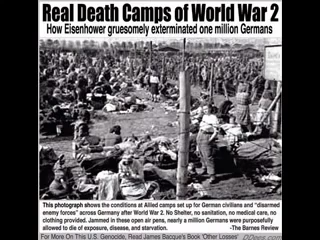 Real Death Camps of World War 2
How Eisenhower gruesomely exterminated one million Germans
This photograph shows the conditions at Allied camps set up for German civilians and "disarmed
enemy forces" across Germany after World War 2. No Shelter, no sanitation, no medical care, no
clothing provided. Jammed in these open air pens, nearly a million Germans were purposefully
allowed to die of exposure, disease, and starvation. -The Barnes Review
For More On This U.S. Genocide, Read James Bacque's Book 'Other Losses'